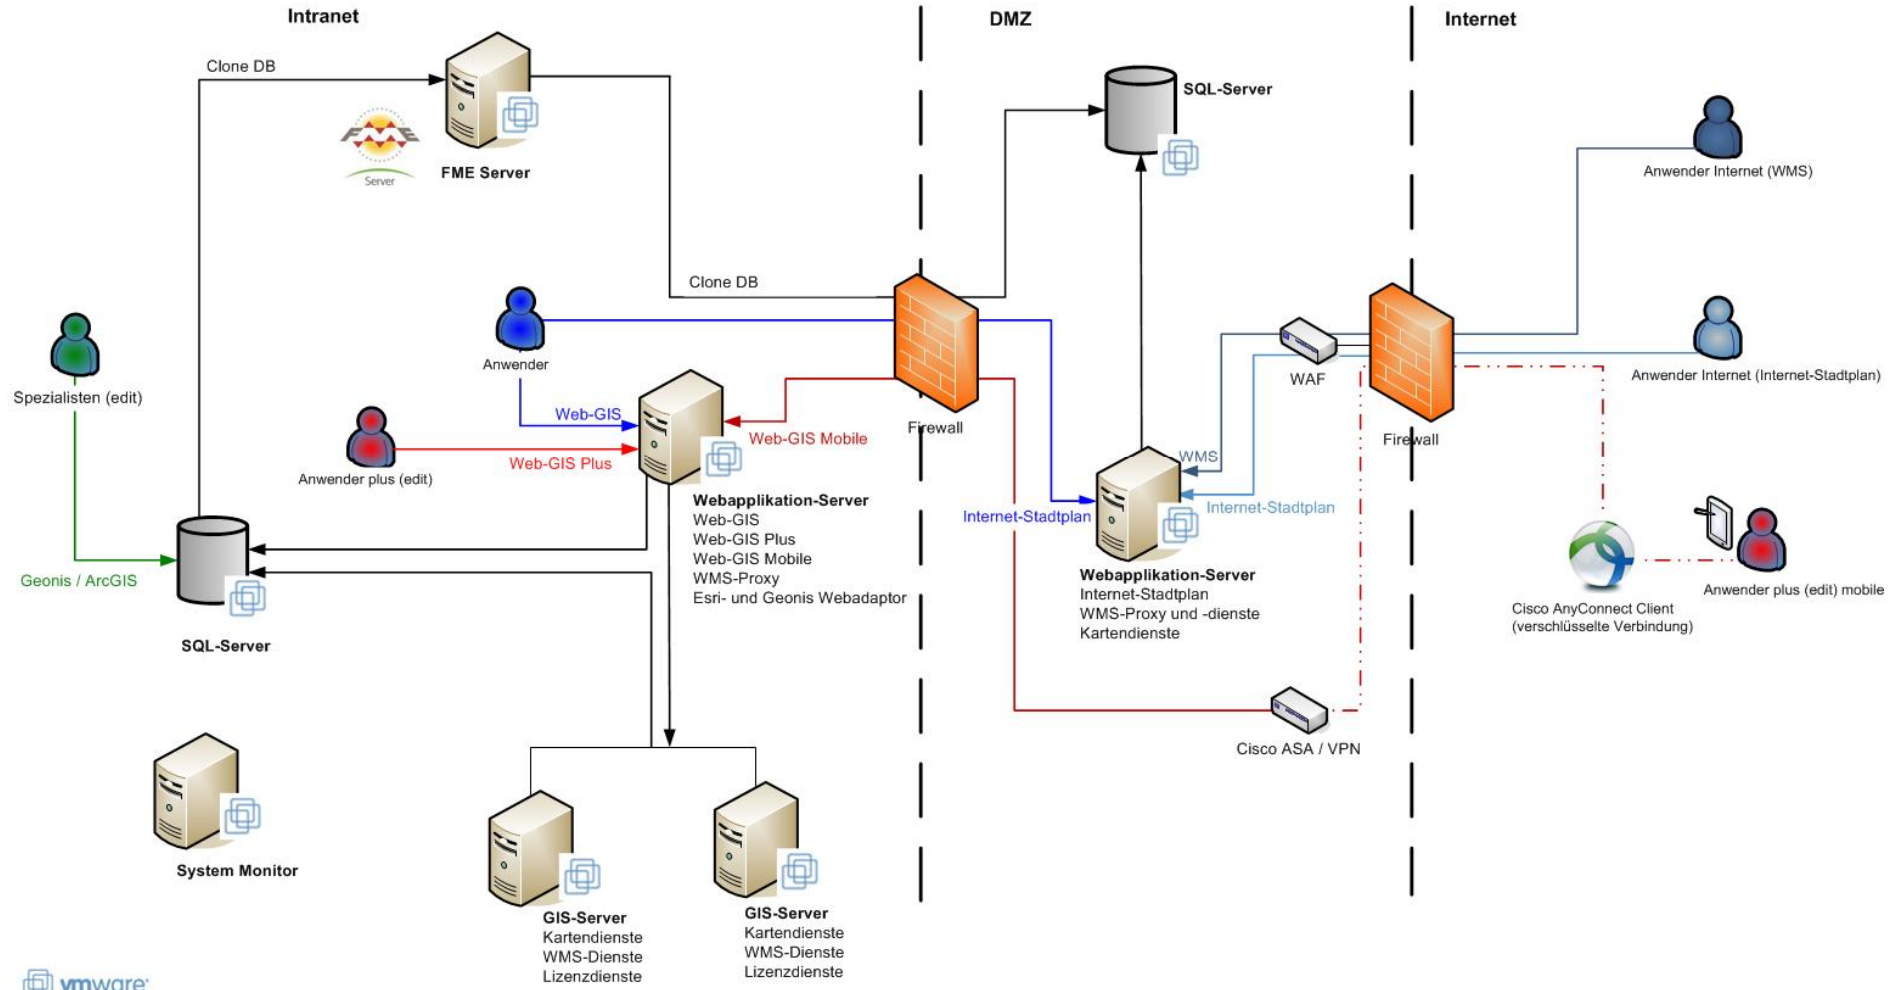 Intranet
DMZ
Internet
Clone DB
FME
Server
FME Server
SQL-Server
Anwender Internet (WMS)
Clone DB
Anwender
Spezialisten (edit)
WAF
Anwender Internet (Internet-Stadtplan)
Web-GIS
Firewall
Firewall
Web-GIS Mobile
Web-GIS Plus
Anwender plus (edit)
WMS
Webapplikation-Server
Web-GIS
Web-GIS Plus
Web-GIS Mobile
WMS-Proxy
Esri- und Geonis Webadaptor
Internet-Stadtplan
Internet-Stadtplan
Geonis / ArcGIS
Webapplikation-Server
Internet-Stadtplan
WMS-Proxy und -dienste
Kartendienste
Anwender plus (edit) mobile
Cisco AnyConnect Client
(verschlüsselte Verbindung)
SQL-Server
Cisco ASA / VPN
System Monitor
GIS-Server
Kartendienste
WMS-Dienste
Lizenzdienste
GIS-Server
Kartendienste
WMS-Dienste
Lizenzdienste
vmware